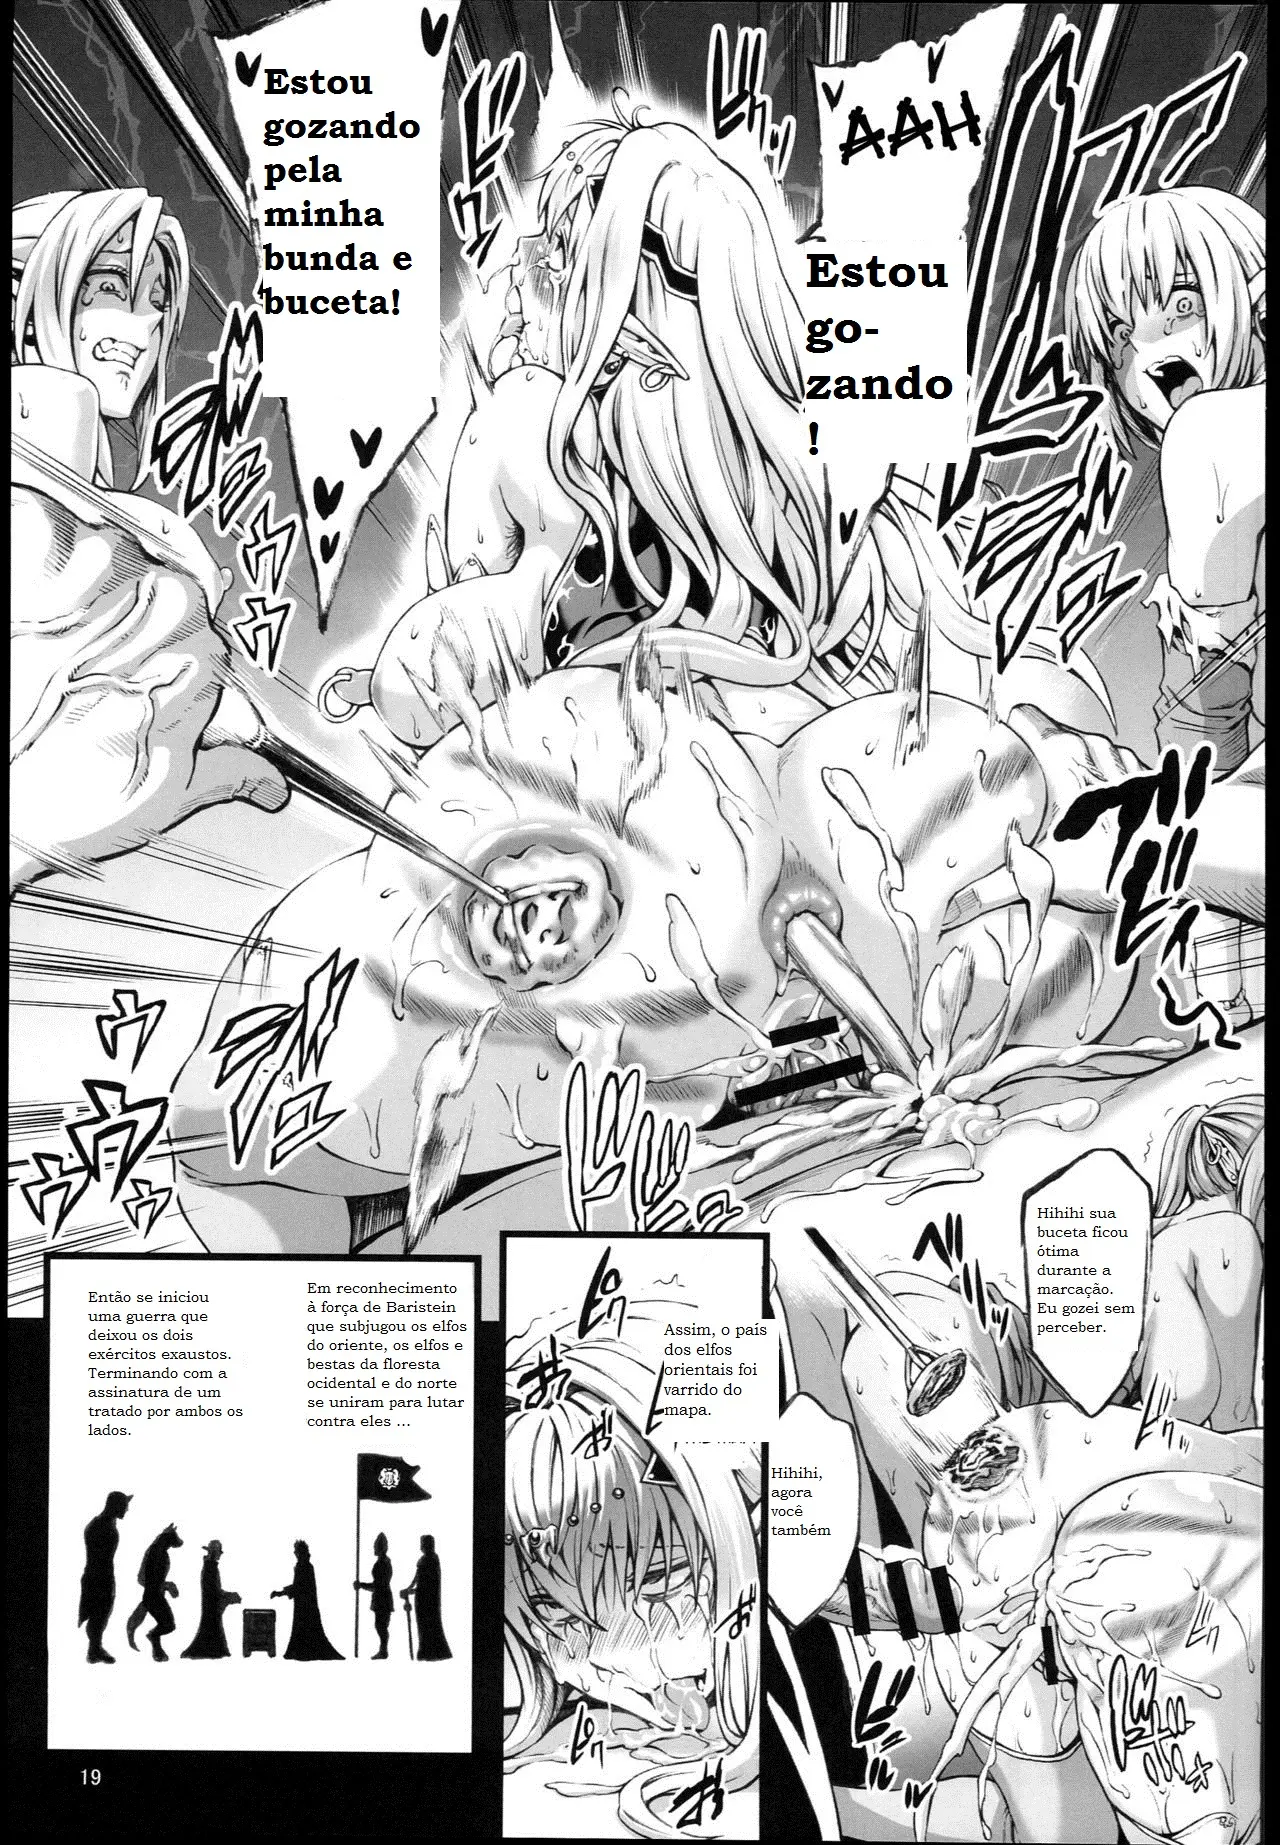 Estou
gozando
pela
minha
bunda e
buceta!
AAH
Estou
go-
zando
!
Hihihi sua
buceta ficou
ótima
durante a
marcação.
Eu gozei sem
perceber.
Então se iniciou
uma guerra que
deixou os dois
exércitos exaustos.
Terminando com a
assinatura de um
tratado por ambos os
lados.
Em reconhecimento
à força de Baristein
que subjugou os elfos
do oriente, os elfos e
bestas da floresta
ocidental e do norte
se uniram para lutar
contra eles ...
Assim, o país
dos elfos
orientais foi
varrido do
mapa.
Hihihi,
agora
você
também
19